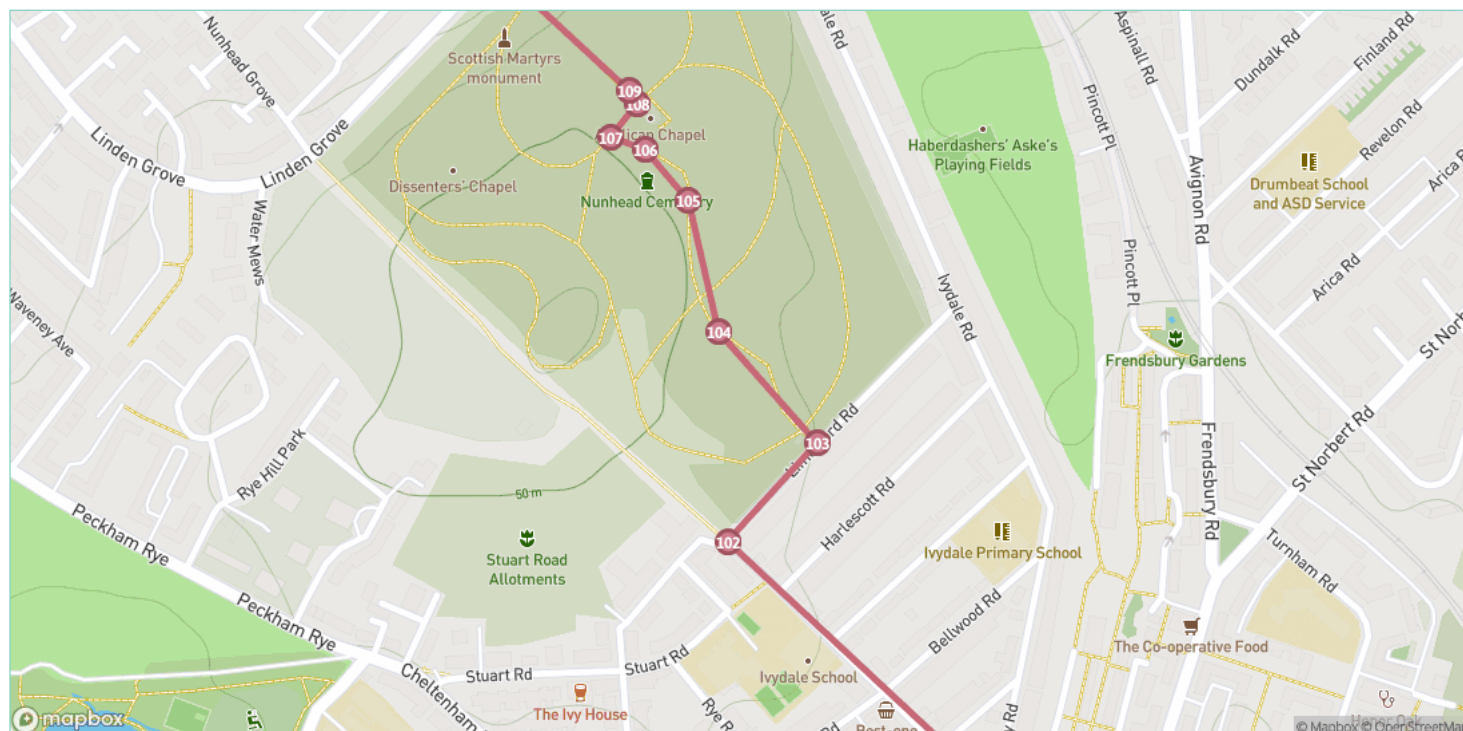 Nunhead Grove
Scottish Martyrs
monument
Linden Grove
Linden Grove
Dissenters' Chapel
Water Mews
Waveney Ave
109
108
107
Chapel
106
Nunhead Cemetery
105
104
103
102
Rd
Ivydale Rd
Haberdashers' Aske's
Playing Fields
Pincott Pl
Pincott Pl
Aspinall Rd
Dundalk Rd
Finland Rd
Revelon Rd
Avignon Rd
Drumbeat School
and ASD Service
Arica Rd
Frendsbury Gardens
St Norbert Rd
Frendsbury Rd
Turnham Rd
Rye Hill Park
50 m
Peckham Rye
Peckham Rye
Stuart Road
Allotments
Harlescott Rd
Ivydale Primary School
Bellwood Rd
The Co-operative Food
Cheltenham
Stuart Rd
Stuart Rd
Ivydale School
The Ivy House
Best-one
mapbox
© Mapbox © OpenStreetMap